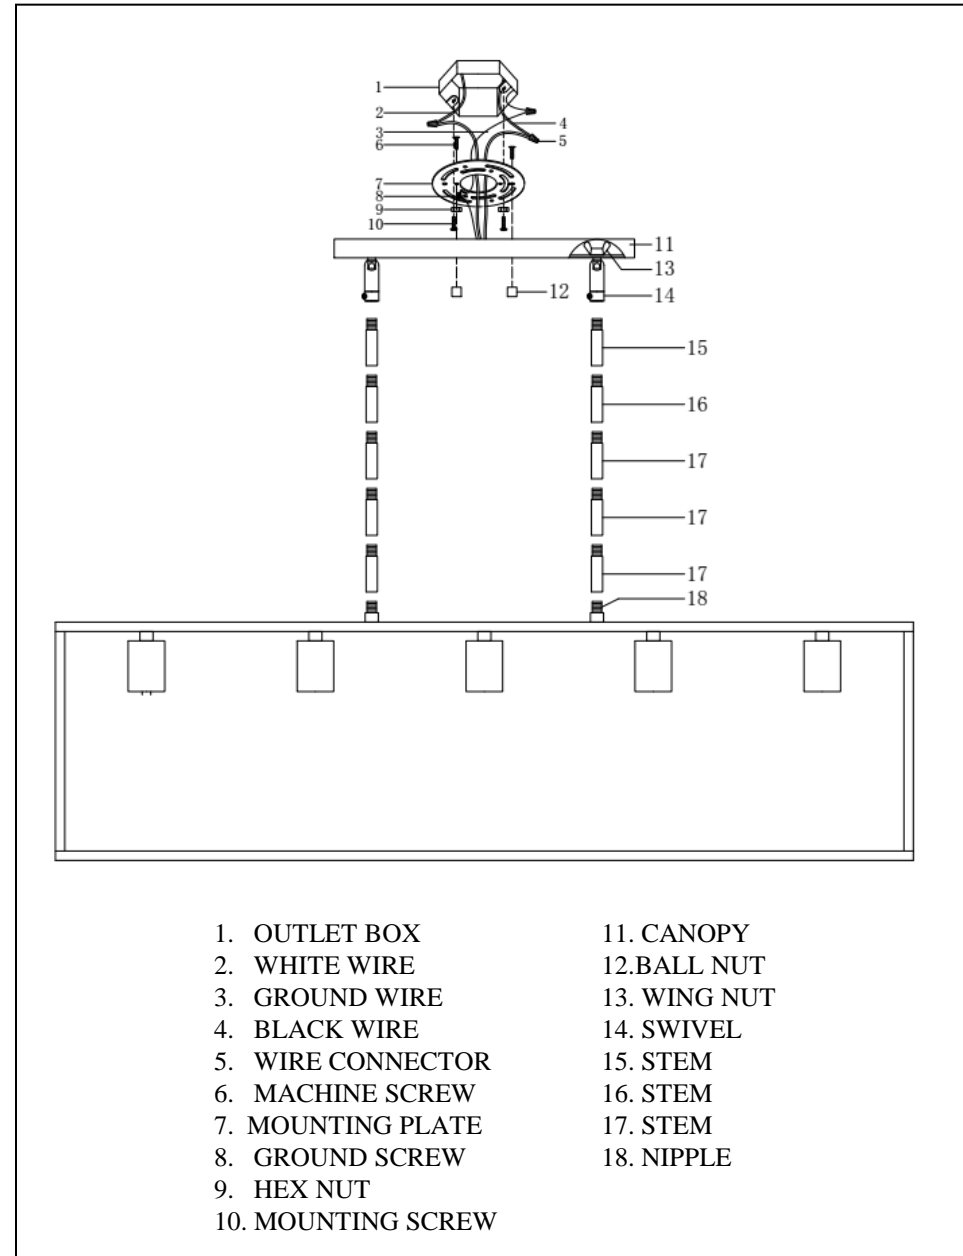 1
2
3
6
4
5
7
8
9
10
11
13
12
14
15
16
17
17
17
18
1. OUTLET BOX
2. WHITE WIRE
3. GROUND WIRE
4. BLACK WIRE
5. WIRE CONNECTOR
6. MACHINE SCREW
7. MOUNTING PLATE
8. GROUND SCREW
9. HEX NUT
10. MOUNTING SCREW
11. CANOPY
12.BALL NUT
13. WING NUT
14. SWIVEL
15. STEM
16. STEM
17. STEM
18. NIPPLE